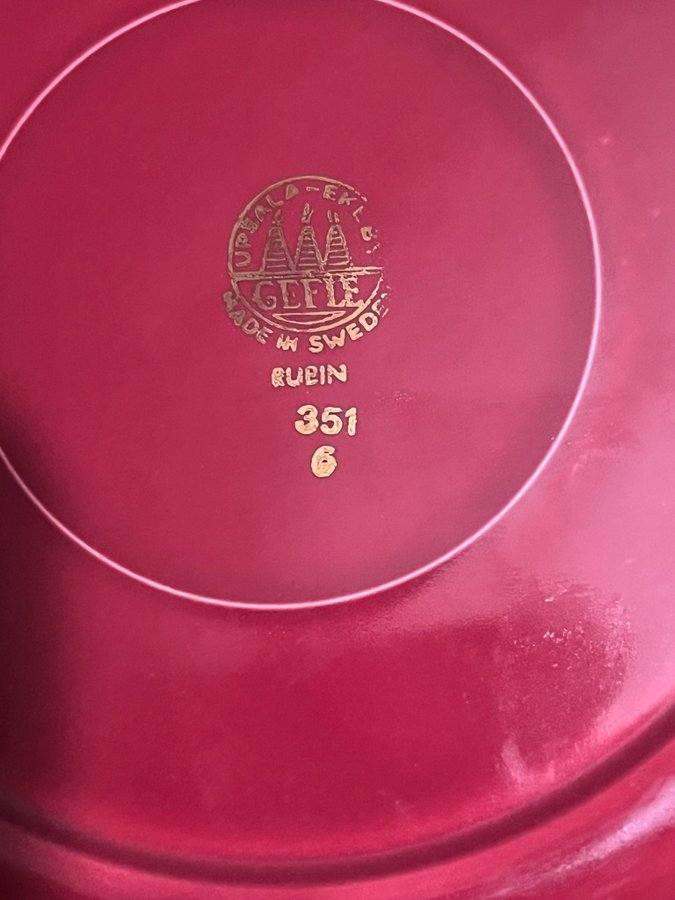 UPSALA-EKEBY
GEFLE
MADE IN SWEDEN
RUBIN
351
6